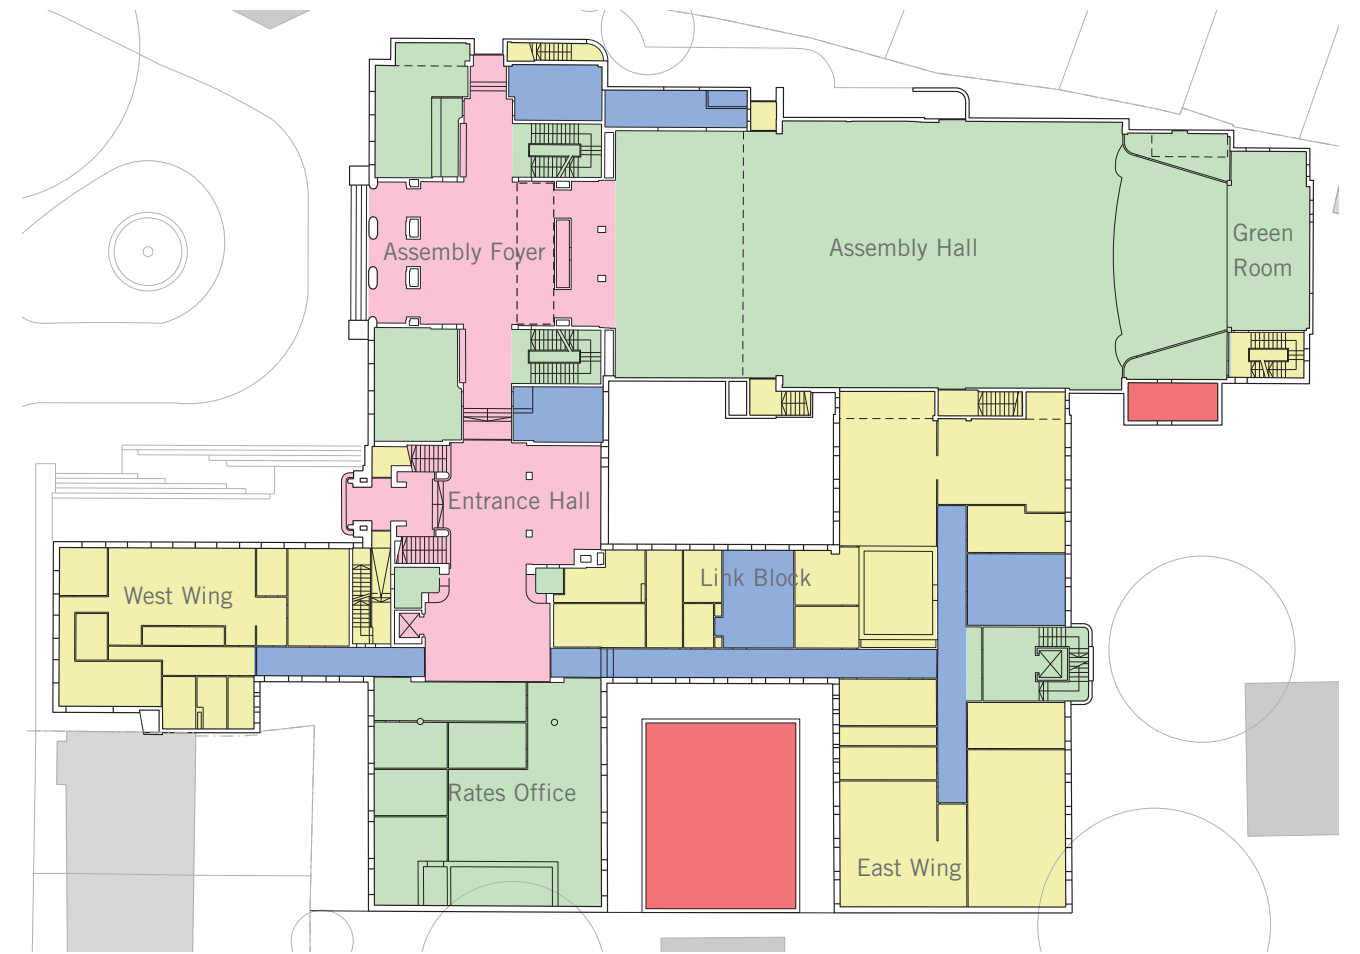 Assembly Foyer
Assembly Hall
Green
Room
Entrance Hall
West Wing
Link Block
Rates Office
East Wing